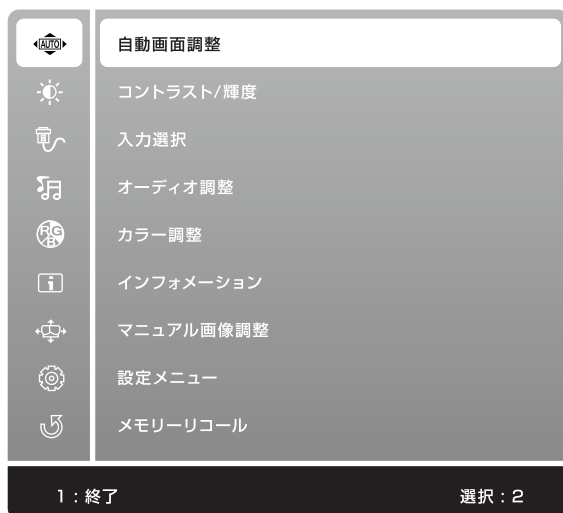 AUTO
自動画面調整
コントラスト/輝度
入力選択
オーディオ調整
RGB
カラー調整
i
インフォメーション
マニュアル画像調整
設定メニュー
メモリーリコール
1 : 終了
選択 : 2